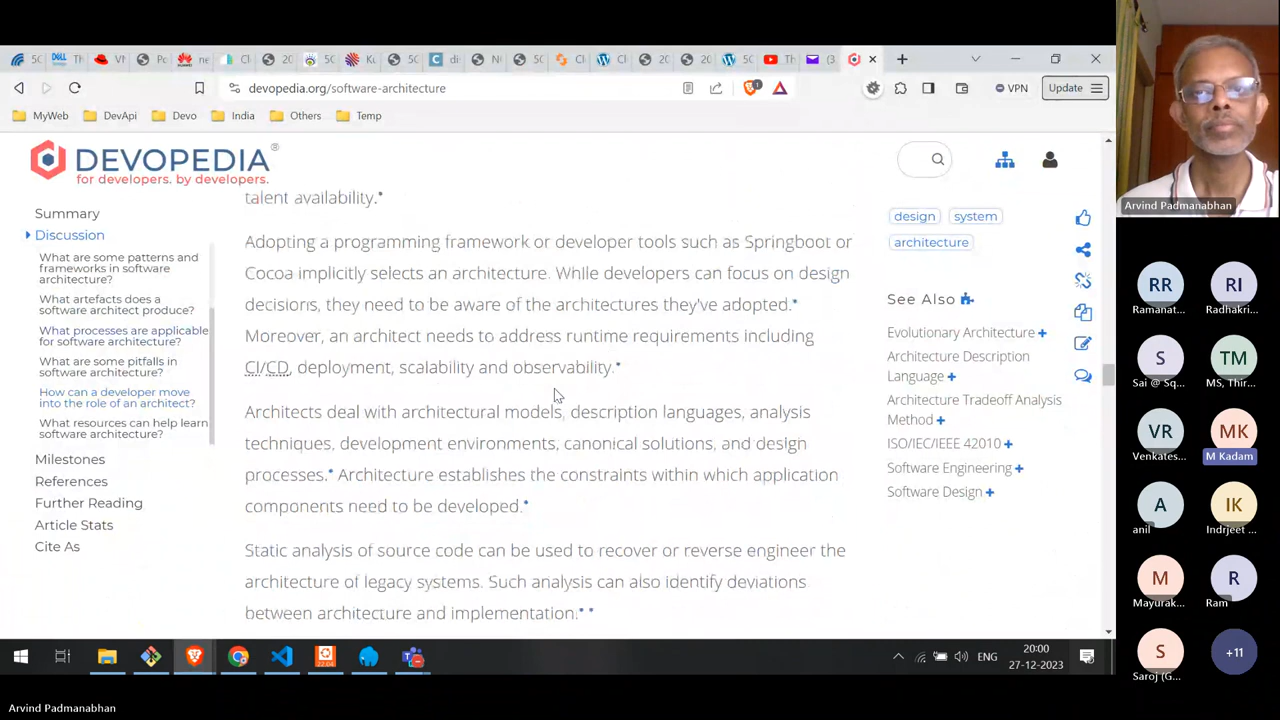 devopedia.org/software-architecture
VPN
Update
MyWeb
DevApi
Devo
India
Others
Temp
DEVOPEDIA®
for developers. by developers.
Summary
Discussion
What are some patterns and
frameworks in software
architecture?
What artefacts does a
software architect produce?
What processes are applicable
for software architecture?
What are some pitfalls in
software architecture?
How can a developer move
into the role of an architect?
What resources can help learn
software architecture?
Milestones
References
Further Reading
Article Stats
Cite As
talent availability.*
Adopting a programming framework or developer tools such as Springboot or
Cocoa implicitly selects an architecture. While developers can focus on design
decisions, they need to be aware of the architectures they've adopted.*
Moreover, an architect needs to address runtime requirements including
CI/CD, deployment, scalability and observability.*
Architects deal with architectural models, description languages, analysis
techniques, development environments, canonical solutions, and design
processes.* Architecture establishes the constraints within which application
components need to be developed.*
Static analysis of source code can be used to recover or reverse engineer the
architecture of legacy systems. Such analysis can also identify deviations
between architecture and implementation.* *
design
system
architecture
See Also
Evolutionary Architecture +
Architecture Description
Language +
Architecture Tradeoff Analysis
Method +
ISO/IEC/IEEE 42010 +
Software Engineering +
Software Design +
ENG
20:00
27-12-2023
Arvind Padmanabhan
RR
Ramanat...
RI
Radhakri...
S
Sai @ Sq...
TM
MS, Thir...
VR
Venkates...
MK
M Kadam
A
anil
IK
Indrjeet ...
M
Mayurak...
R
Ram
S
Saroj (G...
+11
Arvind Padmanabhan